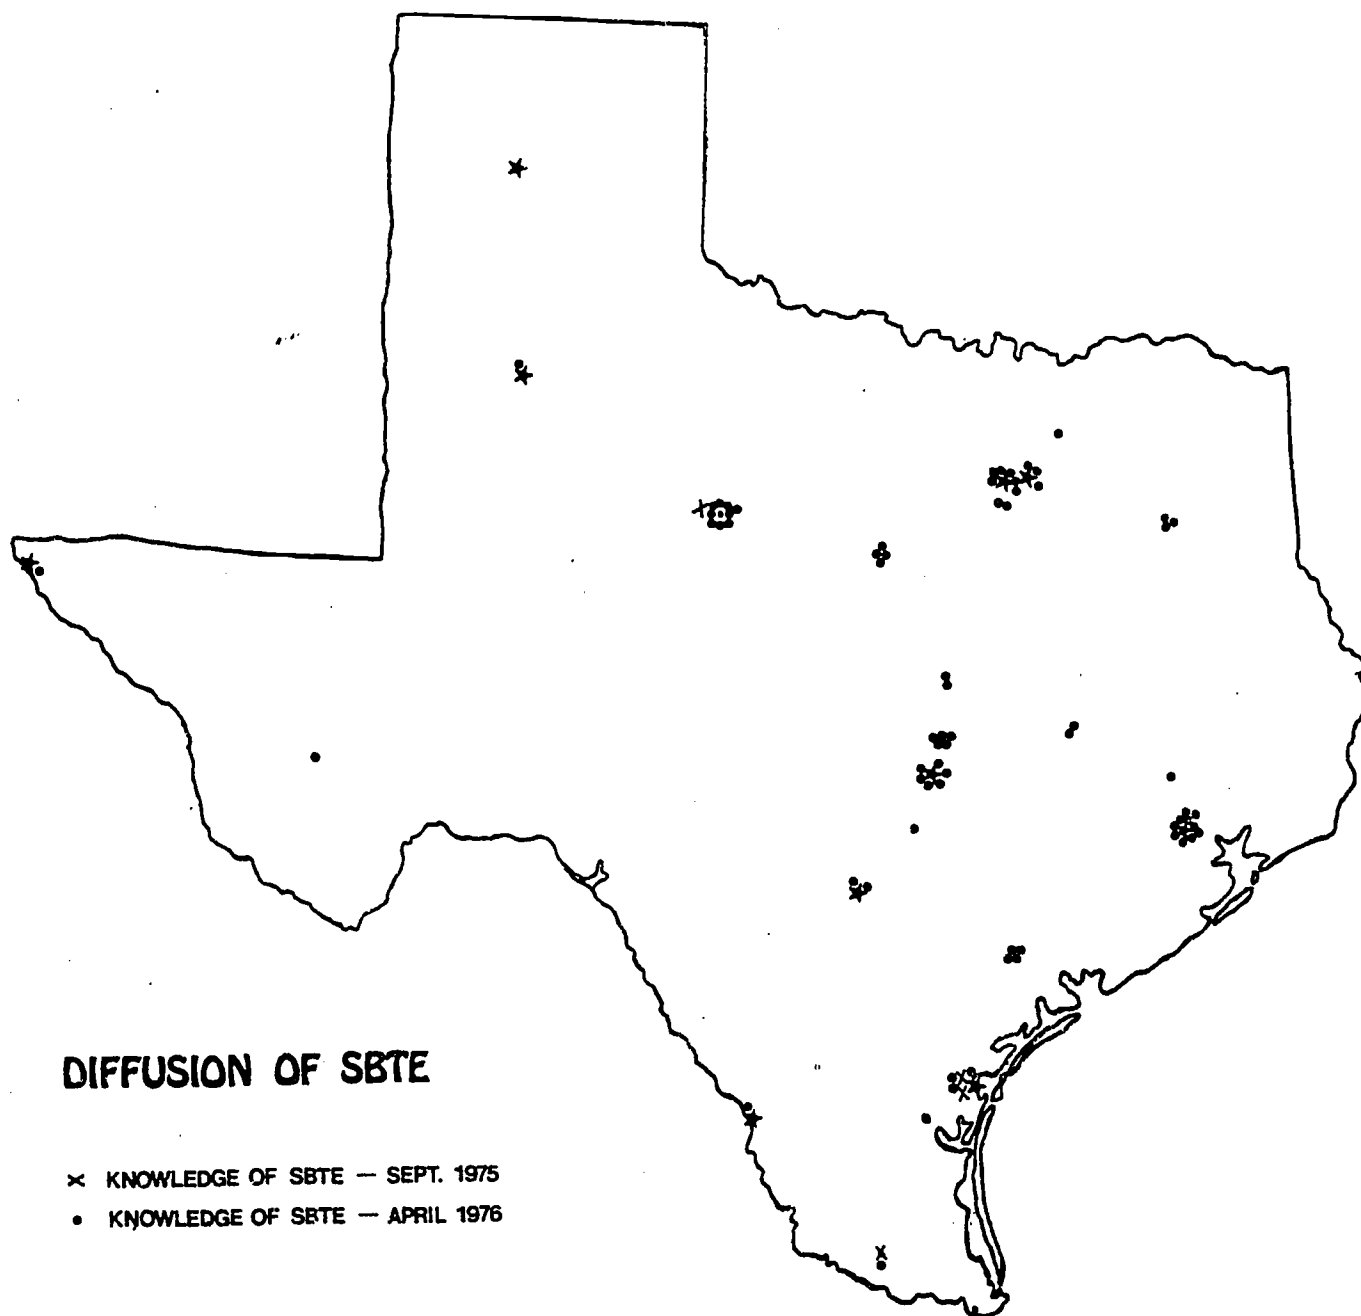 DIFFUSION OF SBTE
× KNOWLEDGE OF SBTE — SEPT. 1975
• KNOWLEDGE OF SBTE — APRIL 1976